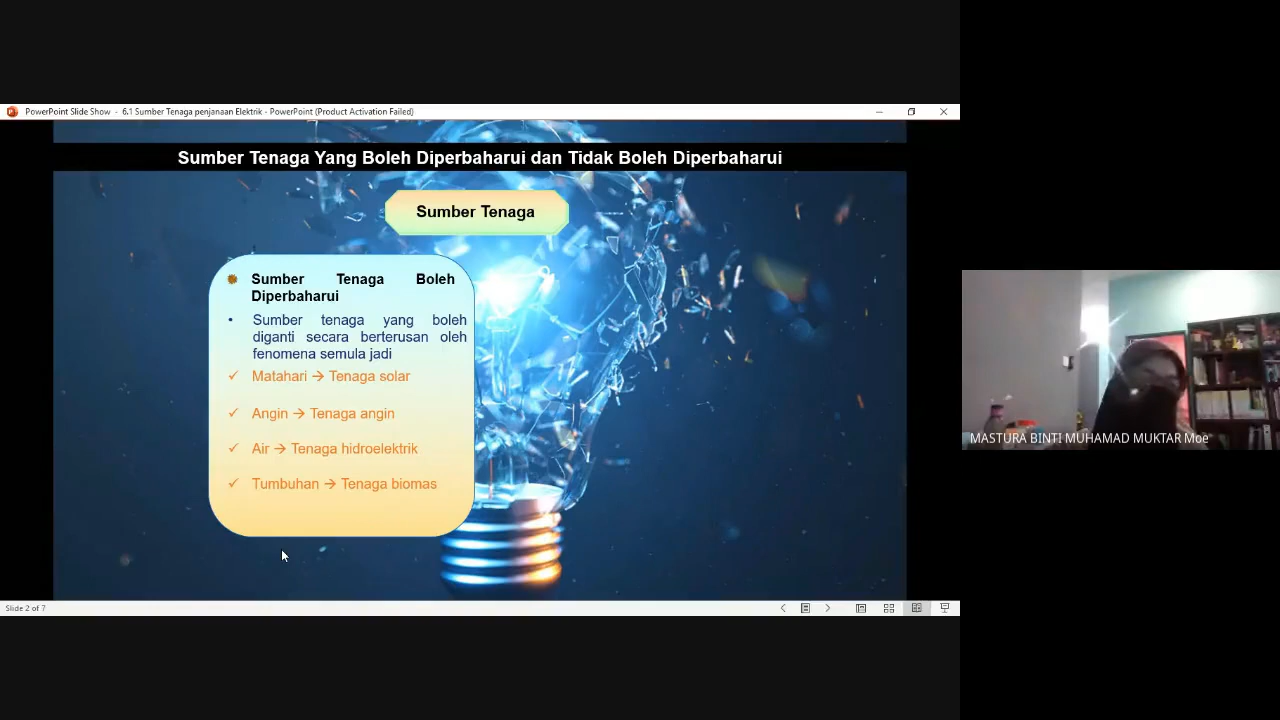 PowerPoint Slide Show - 6.1 Sumber Tenaga penjanaan Elektrik - PowerPoint (Product Activation Failed)
Sumber Tenaga Yang Boleh Diperbaharui dan Tidak Boleh Diperbaharui
Sumber Tenaga
Sumber Tenaga Boleh
Diperbaharui
• Sumber tenaga yang boleh
diganti secara berterusan oleh
fenomena semula jadi
✓ Matahari → Tenaga solar
✓ Angin → Tenaga angin
✓ Air → Tenaga hidroelektrik
✓ Tumbuhan → Tenaga biomas
MASTURA BINTI MUHAMAD MUKTAR Moe
Slide 2 of 7